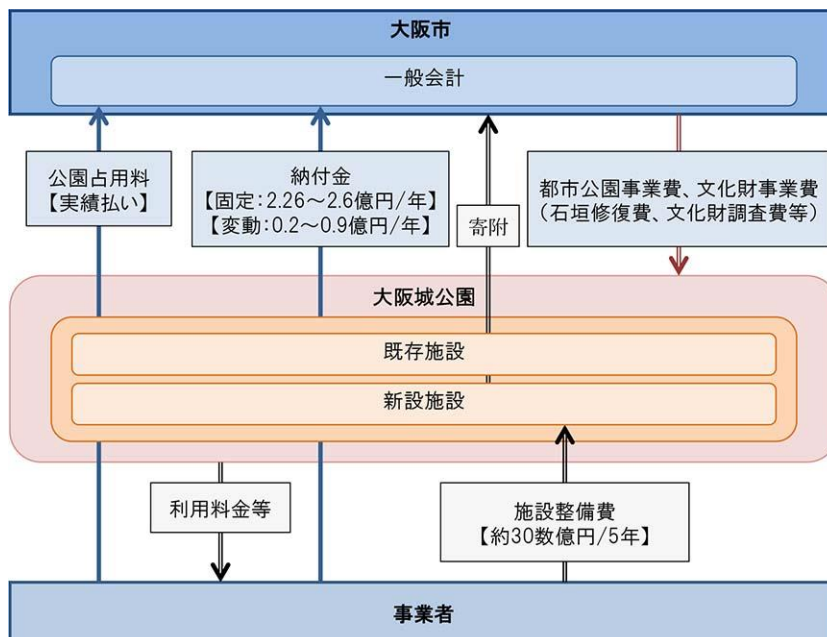 大阪市
一般会計
公園占用料
【実績払い】
納付金
【固定：2.26～2.6億円/年】
【変動：0.2～0.9億円/年】
寄附
都市公園事業費、文化財事業費
（石垣修復費、文化財調査費等）
大阪城公園
既存施設
新設施設
利用料金等
施設整備費
【約30数億円/5年】
事業者